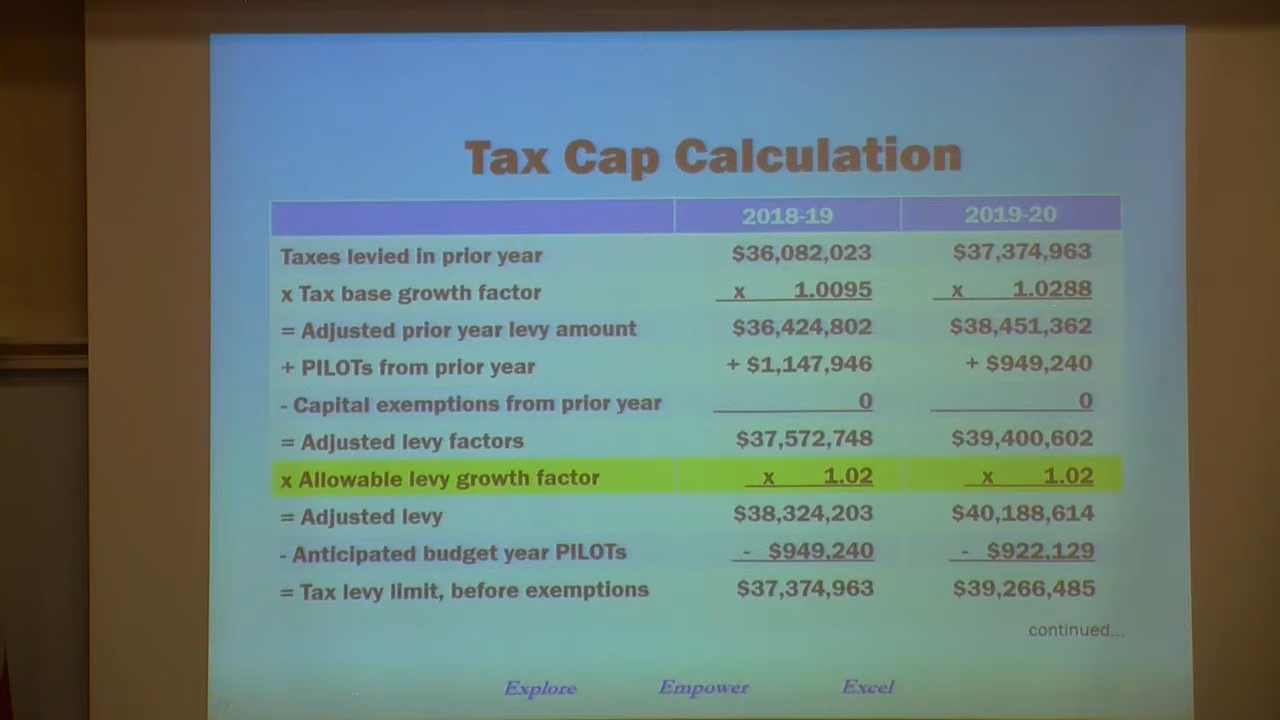 Tax Cap Calculation
2018-19 2019-20
Taxes levied in prior year $36,082,023 $37,374,963
x Tax base growth factor x 1.0095 x 1.0288
= Adjusted prior year levy amount $36,424,802 $38,451,362
+ PILOTs from prior year + $1,147,946 + $949,240
- Capital exemptions from prior year 0 0
= Adjusted levy factors $37,572,748 $39,400,602
x Allowable levy growth factor x 1.02 x 1.02
= Adjusted levy $38,324,203 $40,188,614
- Anticipated budget year PILOTs - $949,240 - $922,129
= Tax levy limit, before exemptions $37,374,963 $39,266,485
continued...
Explore Empower Excel